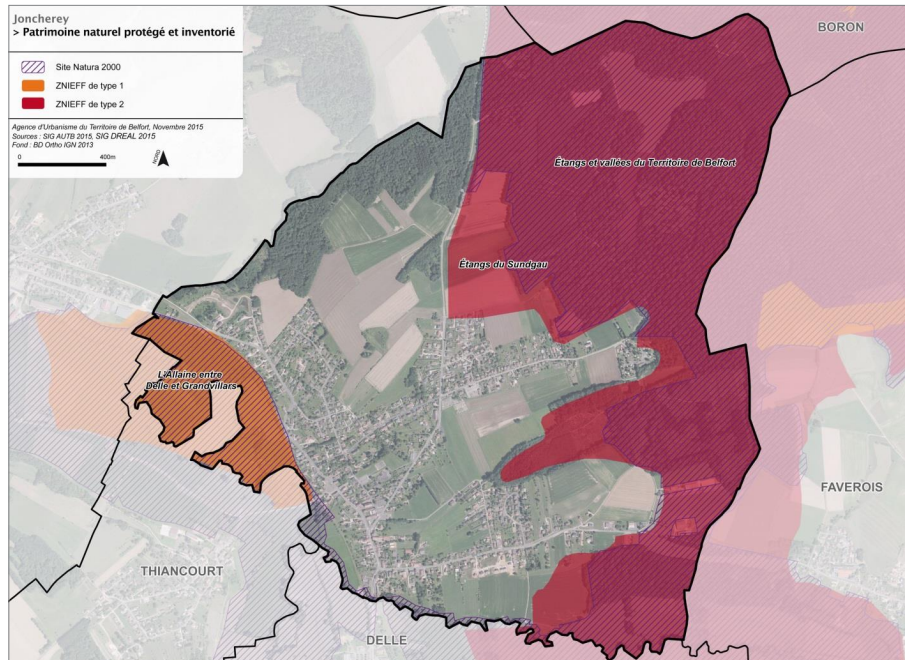 Joncherey
> Patrimoine naturel protégé et inventorié
Site Natura 2000
ZNIEFF de type 1
ZNIEFF de type 2
Agence d'Urbanisme du Territoire de Belfort, Novembre 2015
Sources : SIG AUTB 2015, SIG DREAL 2015
Fond : BD Ortho IGN 2013
0 400m
NORD
BORON
Étangs et vallées du Territoire de Belfort
Étangs du Sundgau
L'Allaine entre
Delle et Grandvillars
FAVEROIS
THIANCOURT
DELLE